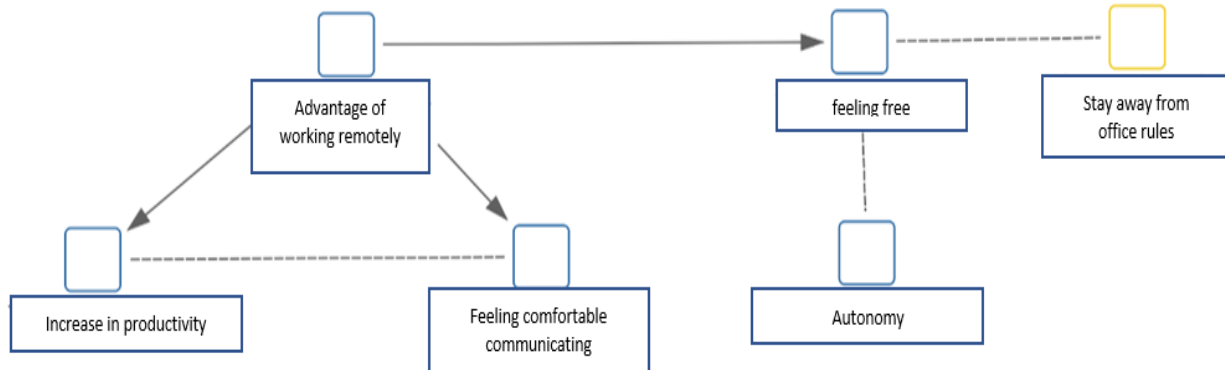 Advantage of
working remotely
feeling free
Stay away from
office rules
Increase in productivity
Feeling comfortable
communicating
Autonomy